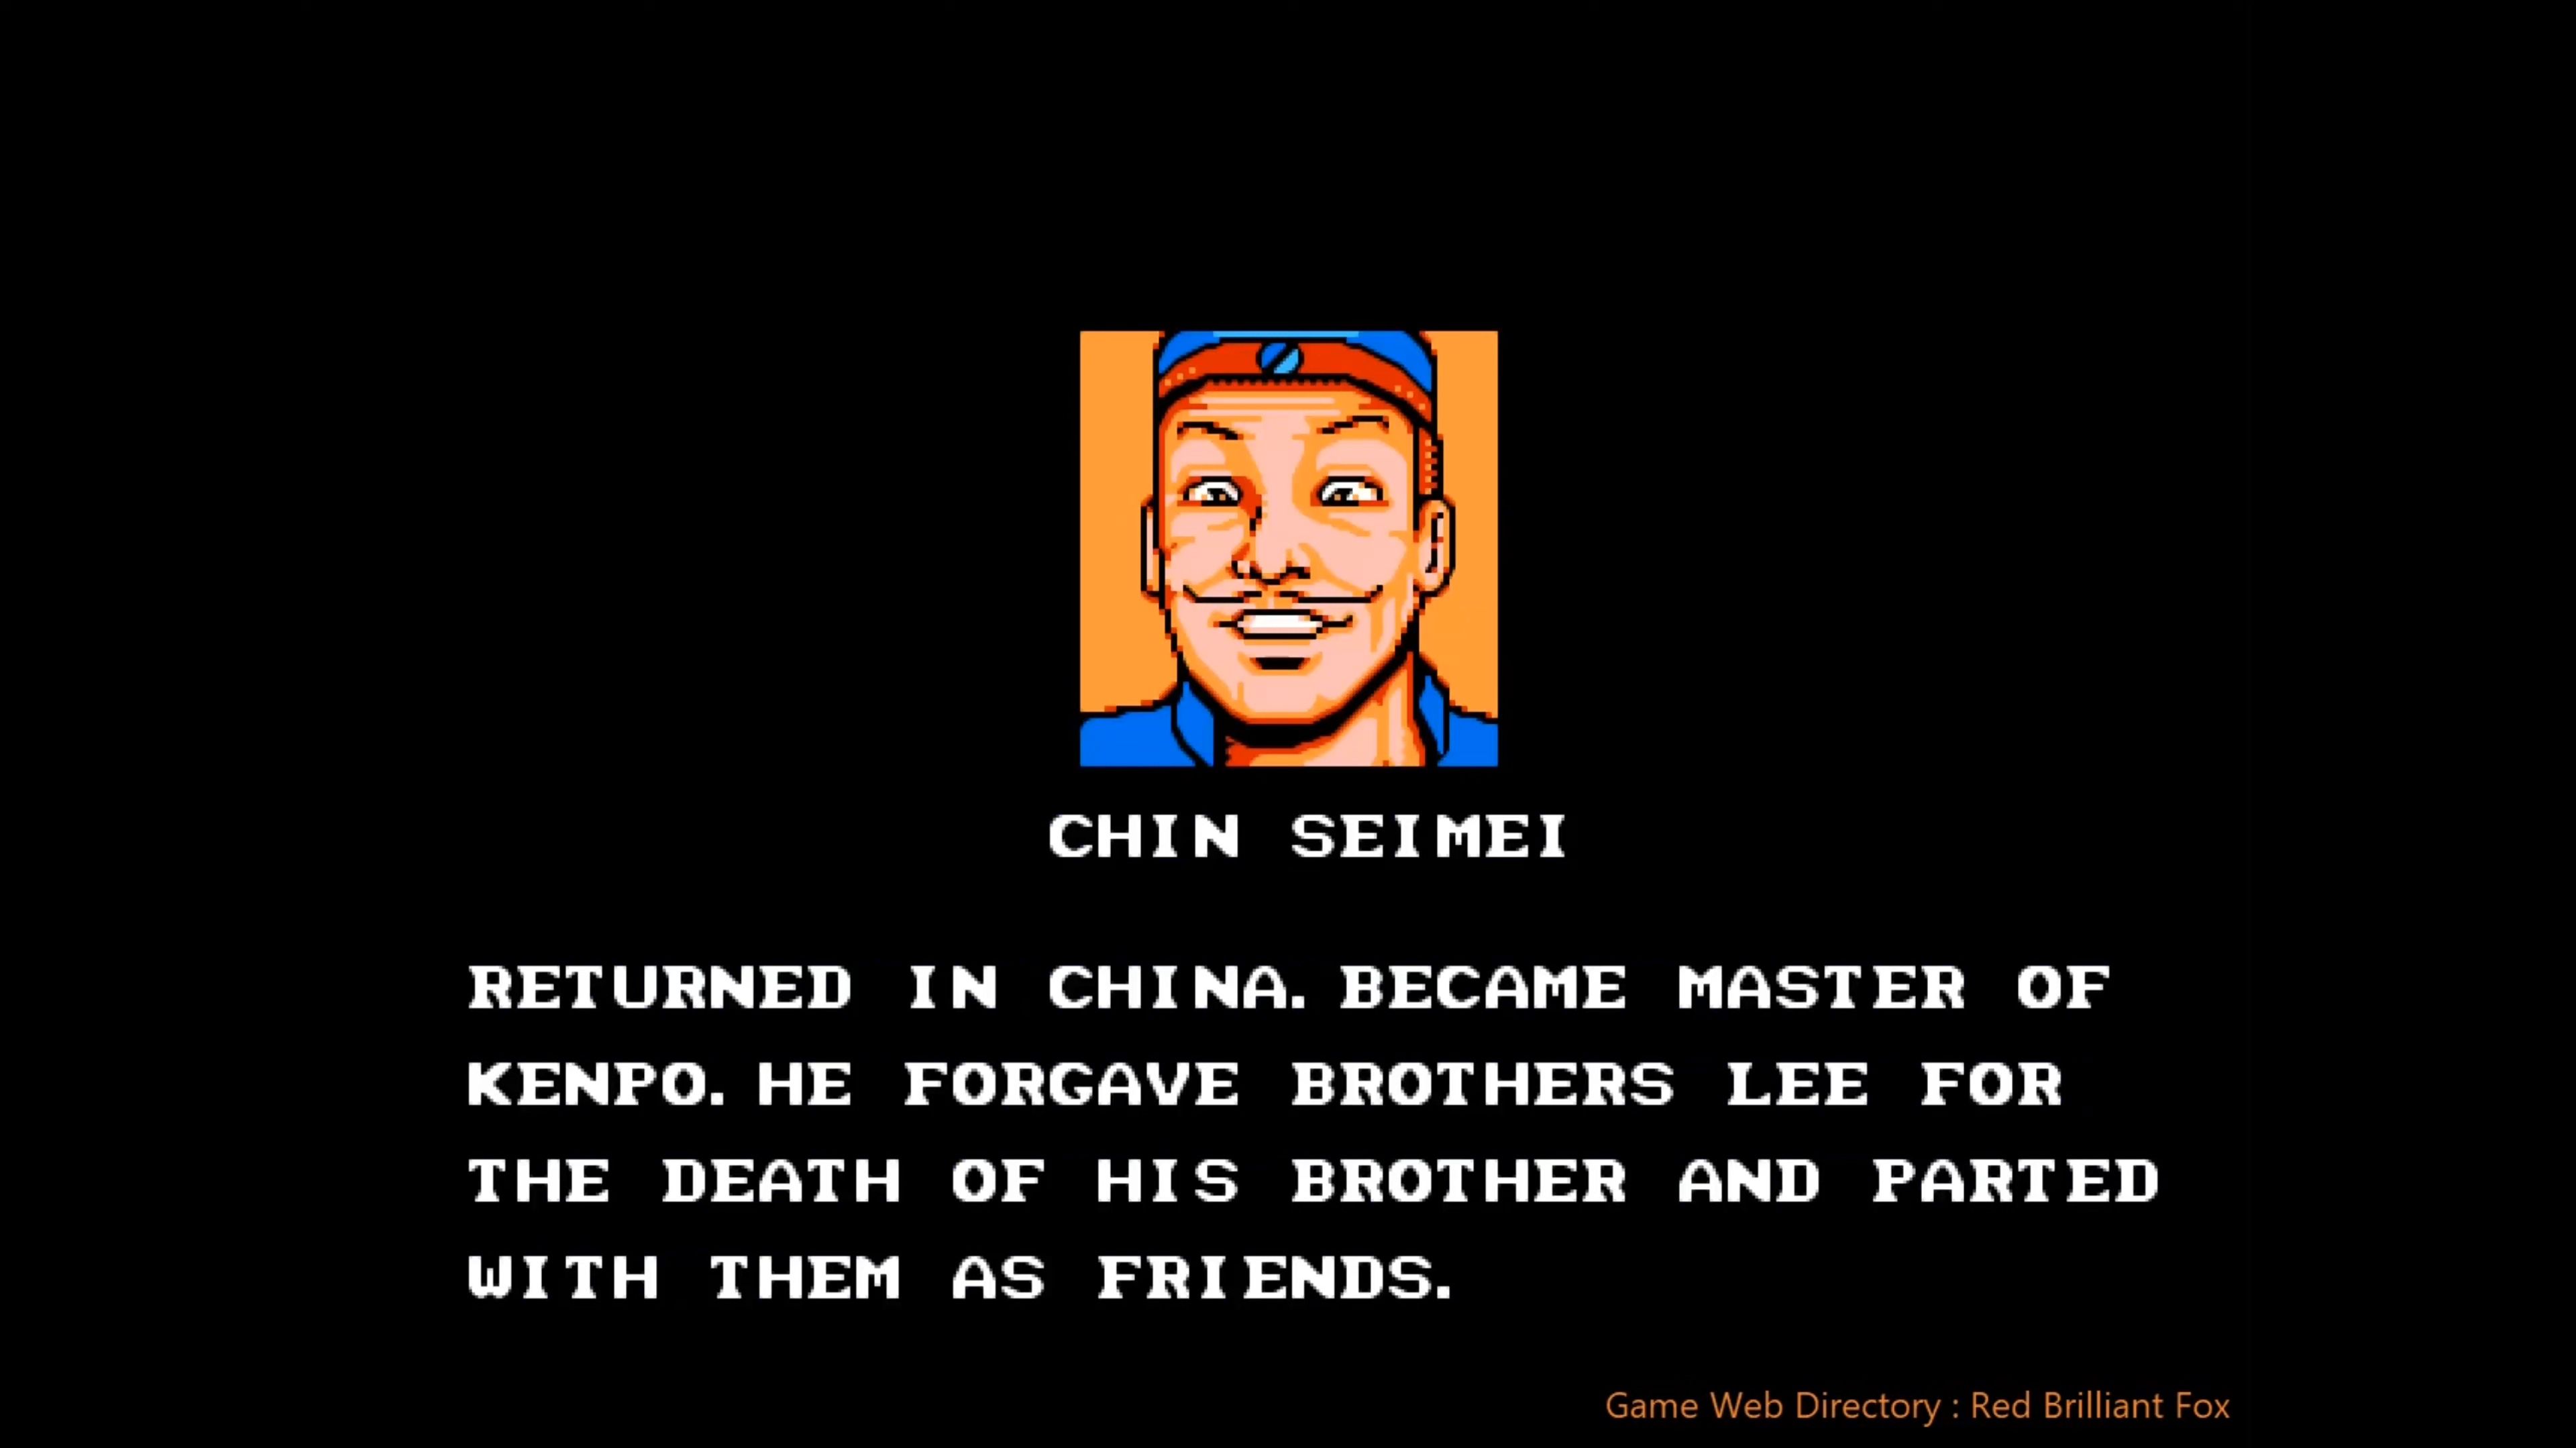 CHIN SEIMEI
RETURNED IN CHINA. BECAME MASTER OF
KENPO. HE FORGAVE BROTHERS LEE FOR
THE DEATH OF HIS BROTHER AND PARTED
WITH THEM AS FRIENDS.
Game Web Directory : Red Brilliant Fox